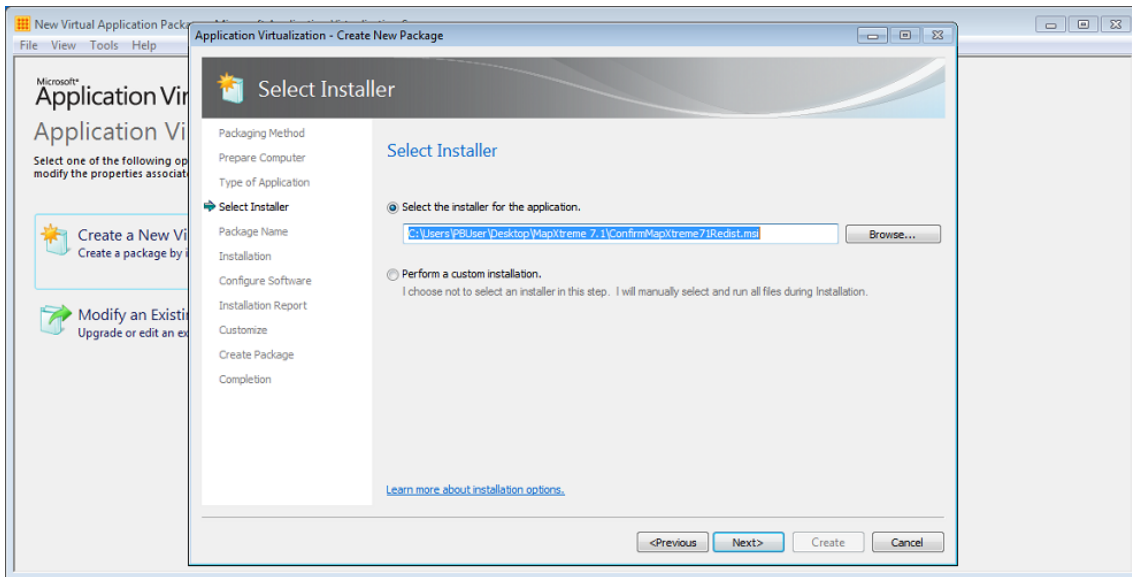 New Virtual Application Packa
File View Tools Help
Microsoft
Application Vir
Application Vi
Select one of the following op
modify the properties associat
Create a New Vi
Create a package by i
Modify an Existi
Upgrade or edit an ex
Application Virtualization - Create New Package
Select Installer
Packaging Method
Prepare Computer
Type of Application
Select Installer
Package Name
Installation
Configure Software
Installation Report
Customize
Create Package
Completion
Select Installer
Select the installer for the application.
C:\Users\PBUser\Desktop\MapXtreme 7.1\ConfirmMapXtreme71Redist.msi
Browse...
Perform a custom installation.
I choose not to select an installer in this step. I will manually select and run all files during Installation.
Learn more about installation options.
<Previous
Next>
Create
Cancel